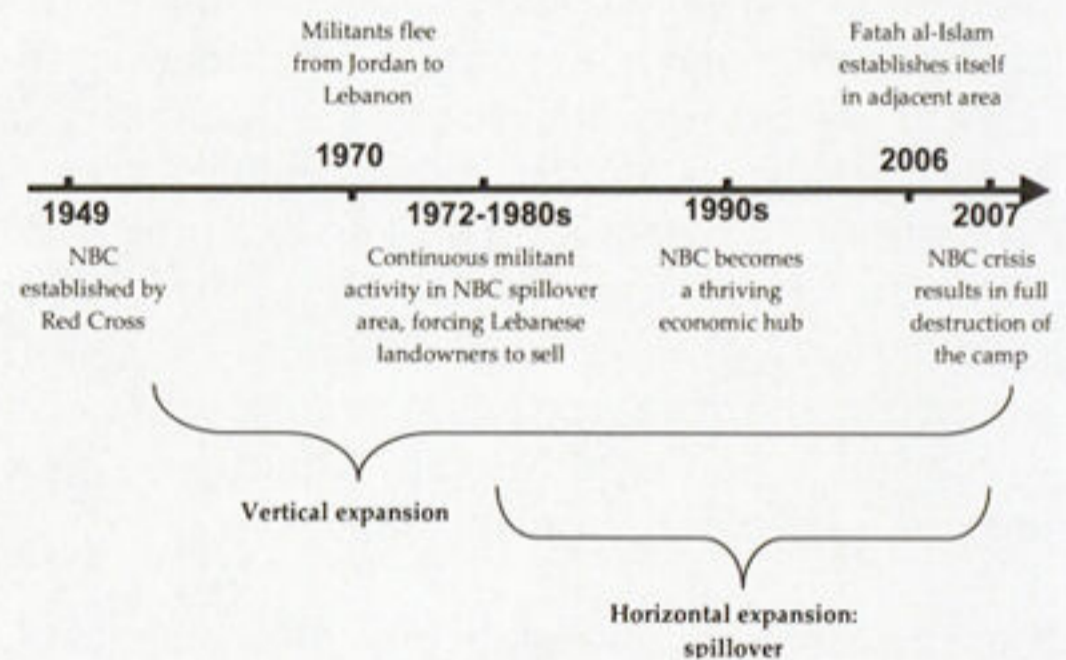 Militants flee
from Jordan to
Lebanon
Fatah al-Islam
establishes itself
in adjacent area
1970
2006
1949
1972-1980s
1990s
2007
NBC
established by
Red Cross
Continuous militant
activity in NBC spillover
area, forcing Lebanese
landowners to sell
NBC becomes
a thriving
economic hub
NBC crisis
results in full
destruction of
the camp
Vertical expansion
Horizontal expansion:
spillover